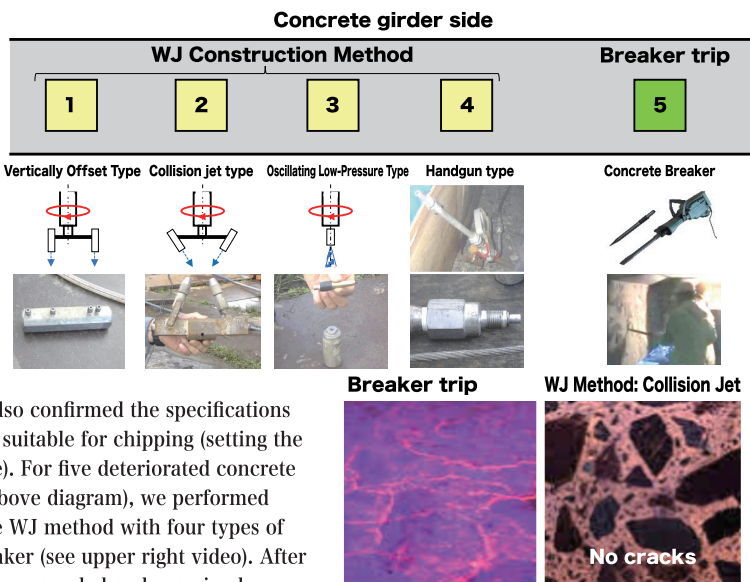 Concrete girder side
WJ Construction Method
Breaker trip
1
2
3
4
5
Vertically Offset Type
Collision jet type
Oscillating Low-Pressure Type
Handgun type
Concrete Breaker
also confirmed the specifications
suitable for chipping (setting the
e). For five deteriorated concrete
bove diagram), we performed
e WJ method with four types of
aker (see upper right video). After
Breaker trip
WJ Method: Collision Jet
No cracks